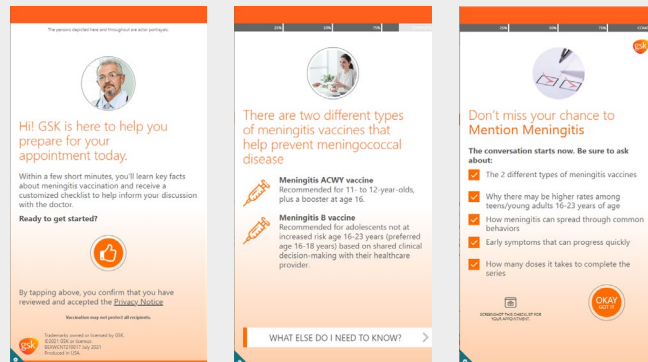 The persons depicted here and throughout are actor portrayals.
Hi! GSK is here to help you
prepare for your
appointment today.
Within a few short minutes, you'll learn key facts
about meningitis vaccination and receive a
customized checklist to help inform your discussion
with the doctor.
Ready to get started?
By tapping above, you confirm that you have
reviewed and accepted the Privacy Notice
Vaccination may not protect all recipients.
gsk
Trademarks owned or licensed by GSK.
©2021 GSK or licensor.
Produced in USA.
25%
50%
75%
There are two different types
of meningitis vaccines that
help prevent meningococcal
disease
Meningitis ACWY vaccine
Recommended for 11- to 12-year-olds,
plus a booster at age 16.
Meningitis B vaccine
Recommended for adolescents not at
increased risk age 16-23 years (preferred
age 16-18 years) based on shared clinical
decision-making with their healthcare
provider.
WHAT ELSE DO I NEED TO KNOW?
25%
50%
75%
gsk
Don't miss your chance to
Mention Meningitis
The conversation starts now. Be sure to ask
about:
The 2 different types of meningitis vaccines
Why there may be higher rates among
teens/young adults 16-23 years of age
How meningitis can spread through common
behaviors
Early symptoms that can progress quickly
How many doses it takes to complete the
series
SCREENSHOT THIS CHECKLIST FOR
YOUR APPOINTMENT.
OKAY
GOT IT